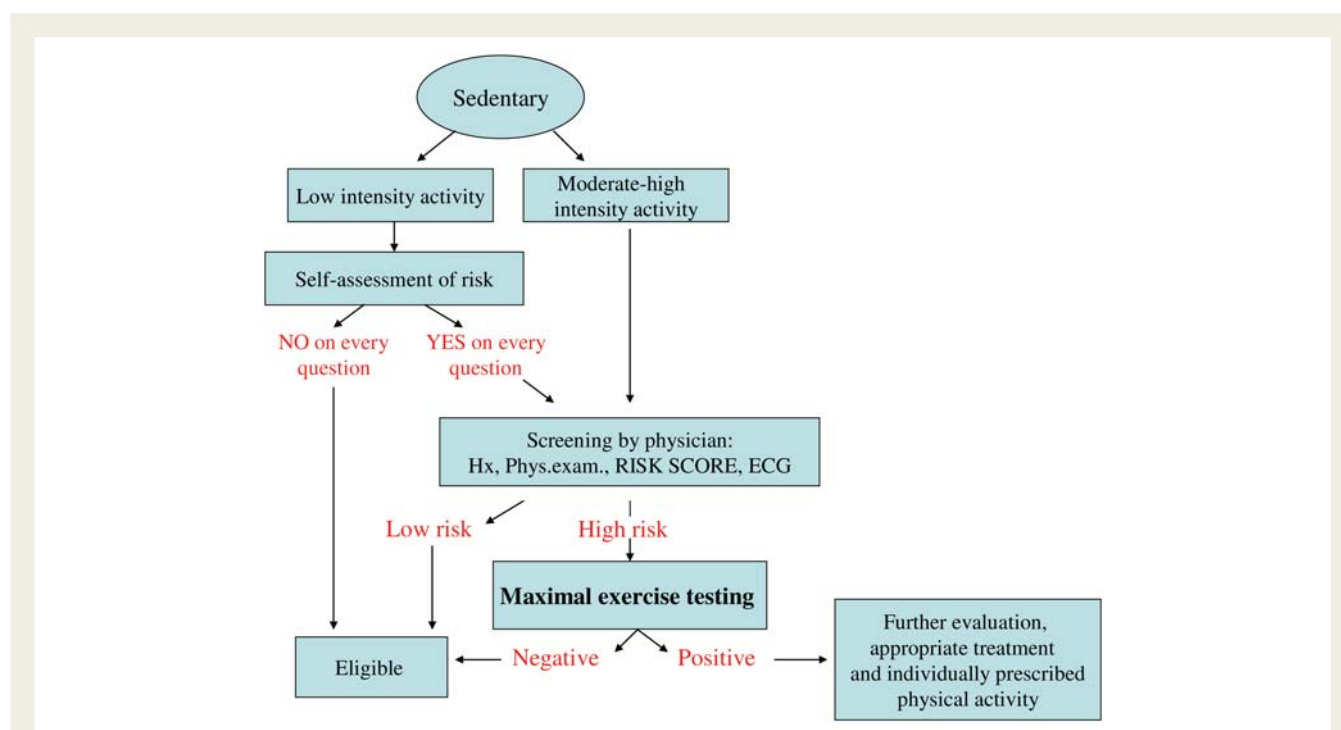 Sedentary
Low intensity activity
Moderate-high
intensity activity
Self-assessment of risk
NO on every
question
YES on every
question
Screening by physician:
Hx, Phys.exam., RISK SCORE, ECG
Low risk
High risk
Maximal exercise testing
Negative
Positive
Eligible
Further evaluation,
appropriate treatment
and individually prescribed
physical activity